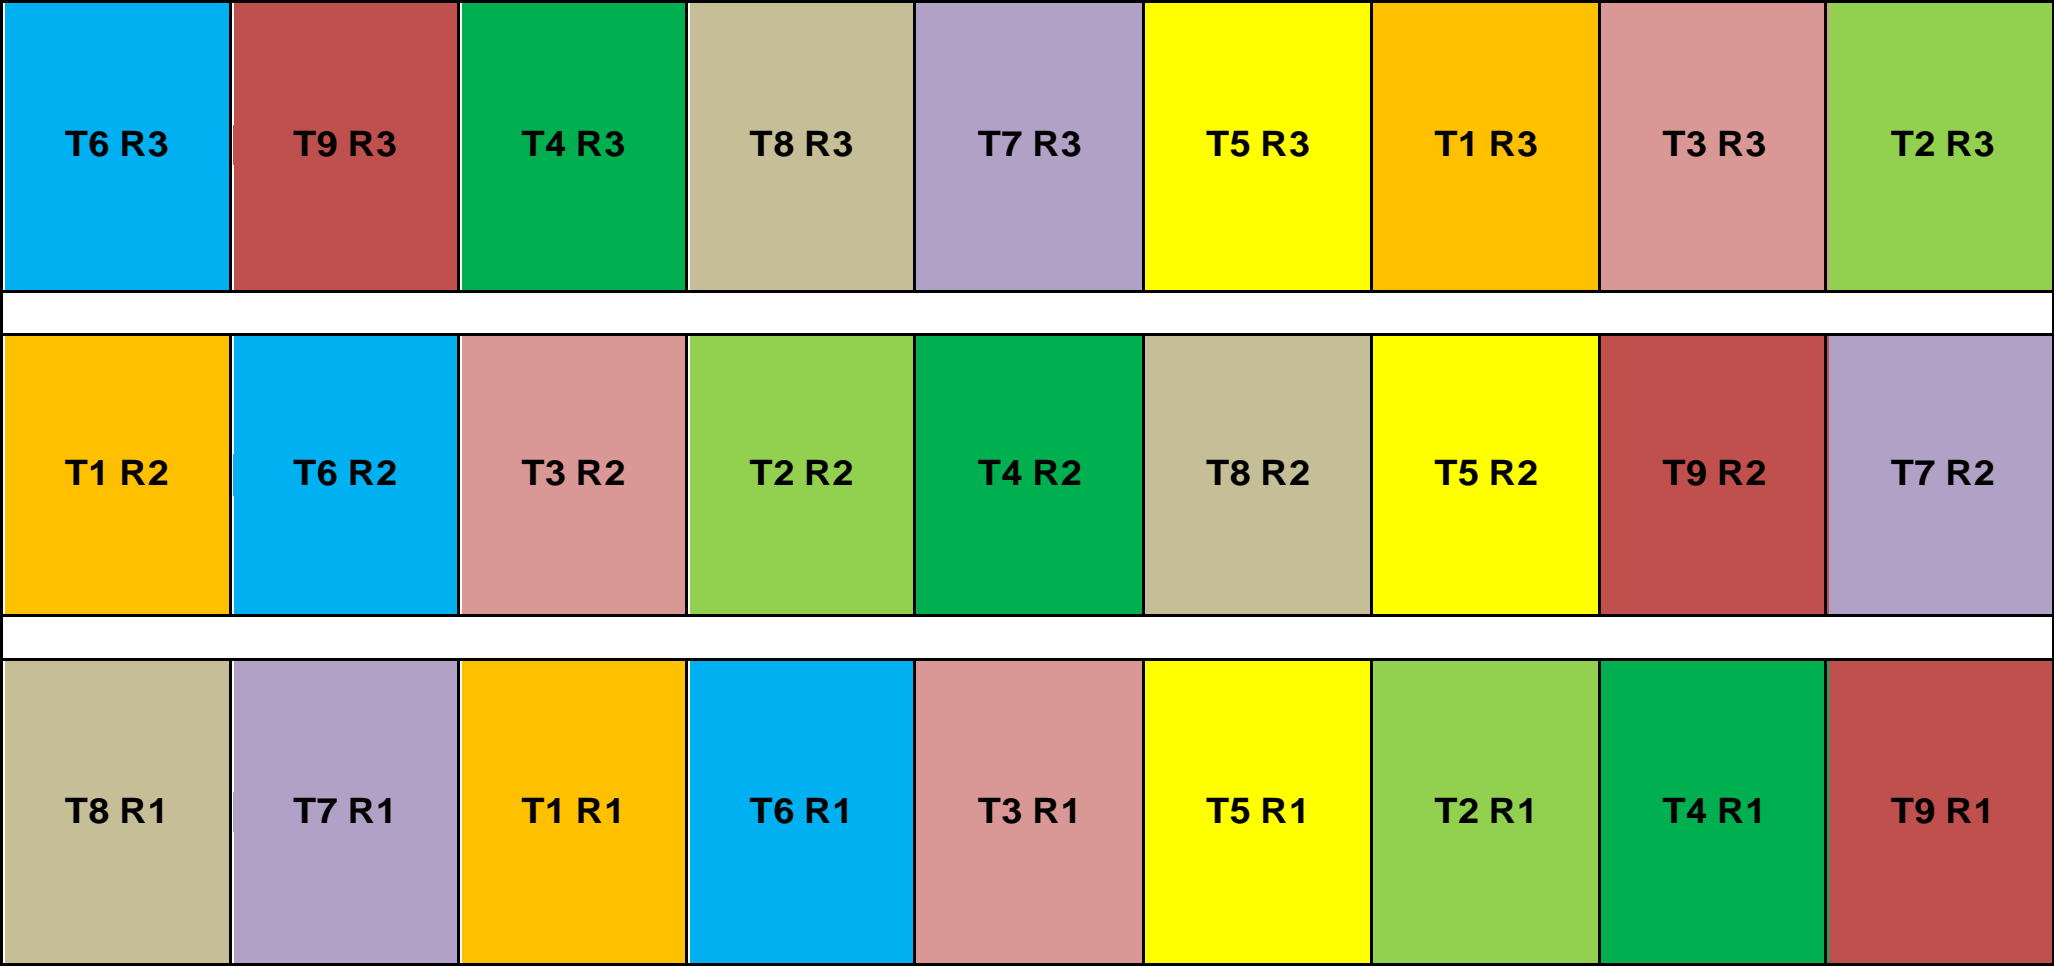 T6 R3 T9 R3 T4 R3 T8 R3 T7 R3 T5 R3 T1 R3 T3 R3 T2 R3
T1 R2 T6 R2 T3 R2 T2 R2 T4 R2 T8 R2 T5 R2 T9 R2 T7 R2
T8 R1 T7 R1 T1 R1 T6 R1 T3 R1 T5 R1 T2 R1 T4 R1 T9 R1